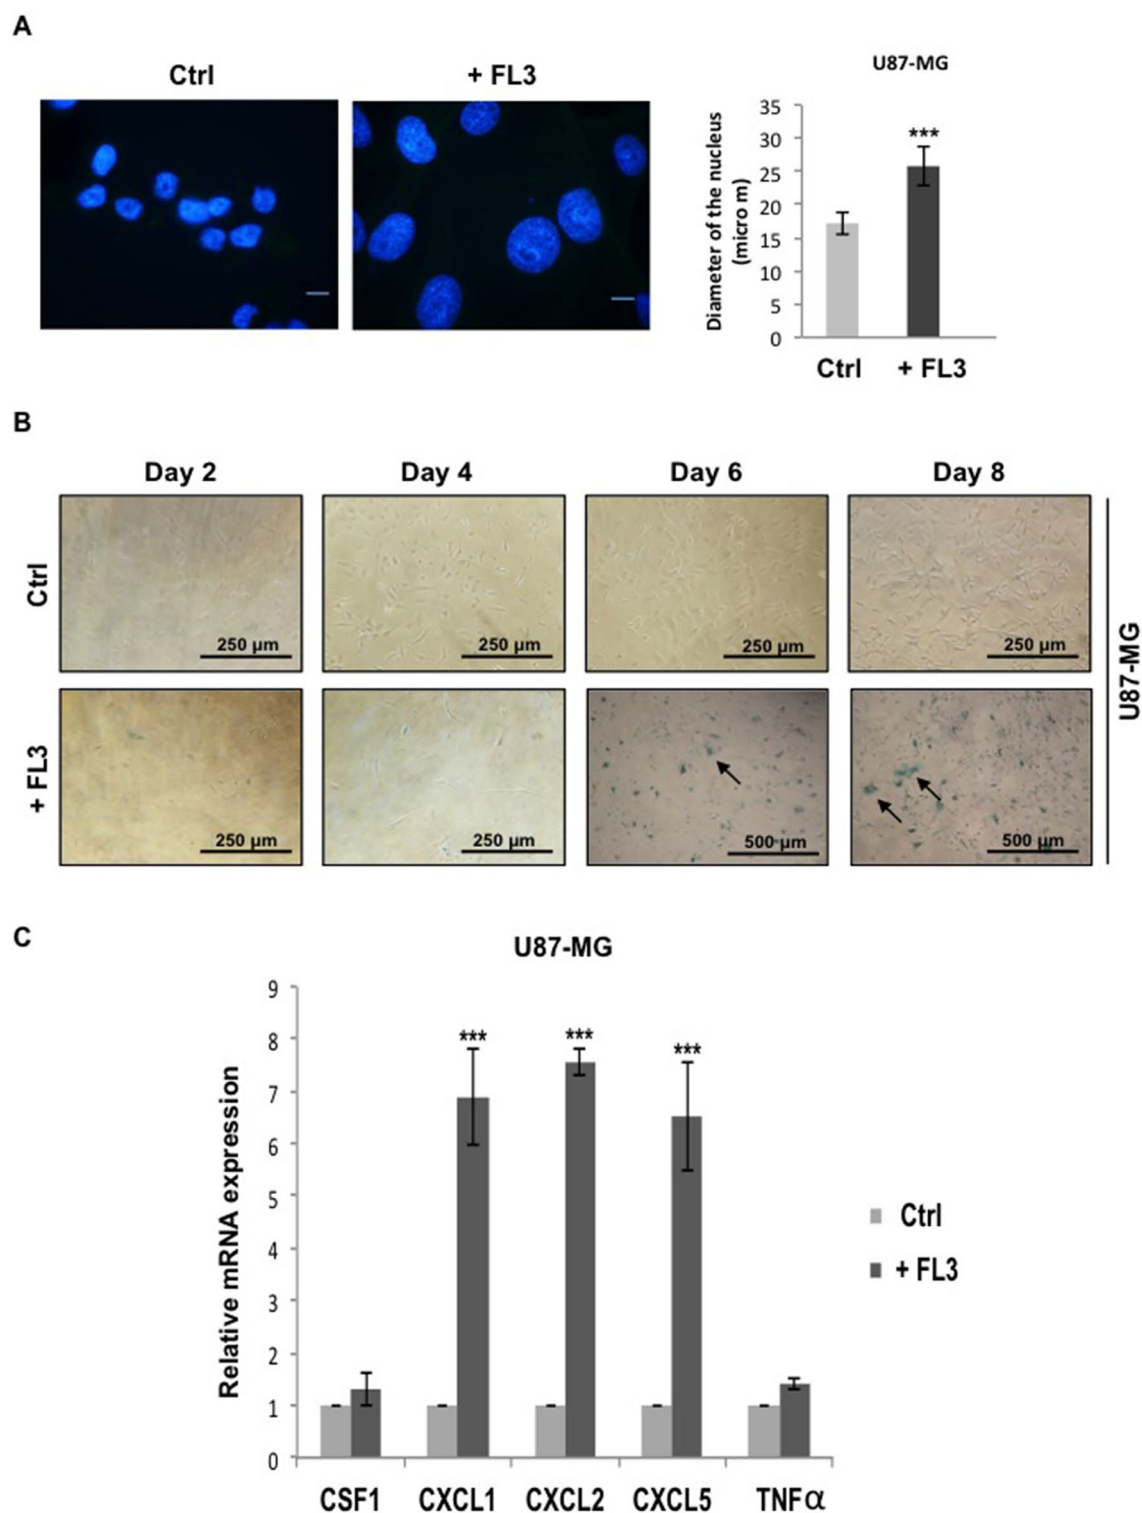 A
Ctrl
+ FL3
U87-MG
Diameter of the nucleus
(micro m)
35
30
25
20
15
10
5
0
***
Ctrl
+ FL3
B
Day 2
Day 4
Day 6
Day 8
Ctrl
250 µm
250 µm
250 µm
250 µm
+ FL3
250 µm
250 µm
500 µm
500 µm
U87-MG
C
U87-MG
Relative mRNA expression
9
8
7
6
5
4
3
2
1
0
***
***
***
Ctrl
+ FL3
CSF1
CXCL1
CXCL2
CXCL5
TNFα